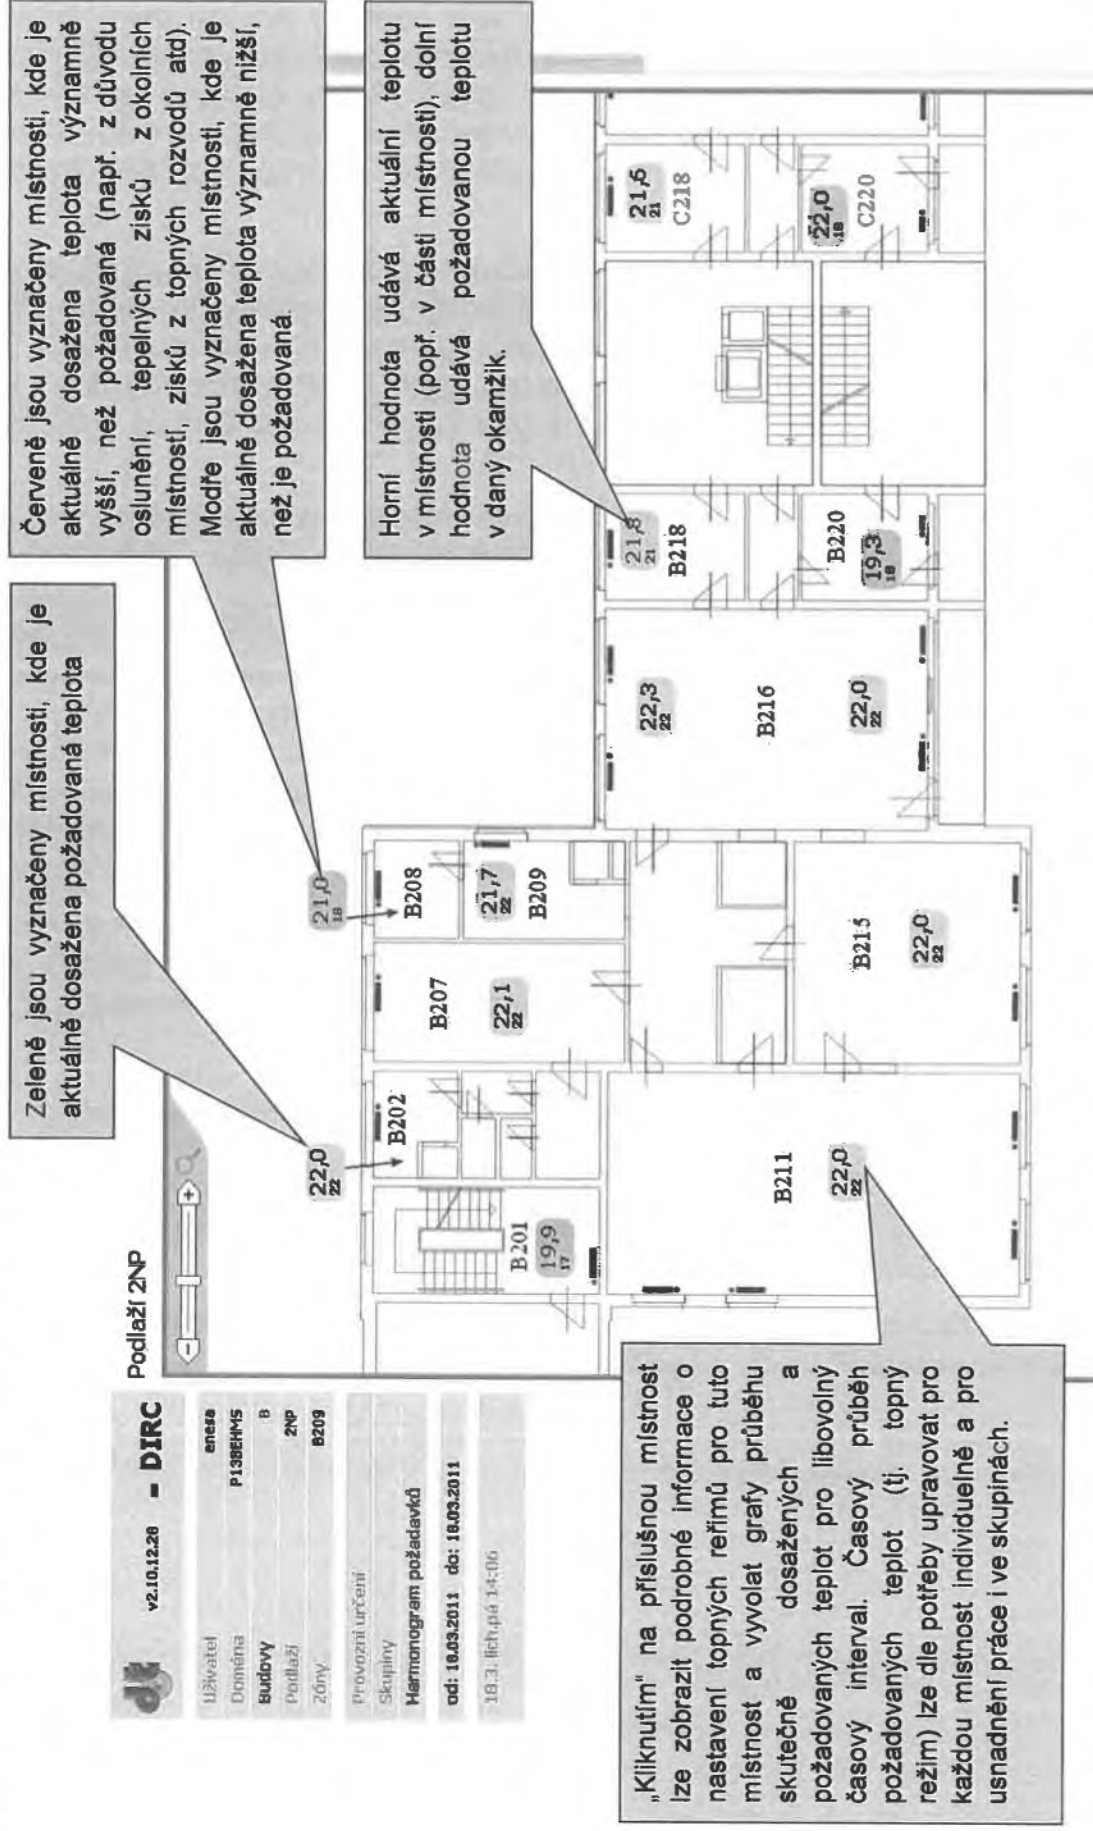 v2.10.12.28 – DIRC
Uživatel enesa
Doména P13BEHMS
Budovy B
Podlaží 2NP
Zóny B209
Provozní určení
Skupiny
Harmonogram požadavků
od: 18.03.2011 do: 18.03.2011
18.3. lich.pá 14:06
Podlaží 2NP
Zeleně jsou vyznačeny místnosti, kde je
aktuálně dosažena požadovaná teplota
Červeně jsou vyznačeny místnosti, kde je
aktuálně dosažena teplota významně
vyšší, než požadovaná (např. z důvodu
oslunění, tepelných zisků z okolních
místností, zisků z topných rozvodů atd).
Modře jsou vyznačeny místnosti, kde je
aktuálně dosažena teplota významně nižší,
než je požadovaná.
Horní hodnota udává aktuální teplotu
v místnosti (popř. v části místnosti), dolní
hodnota udává požadovanou teplotu
v daný okamžik.
22,0
22
B202
21,0
18
B208
B201
19,9
17
B207
22,1
22
21,7
22
B209
B211
22,0
22
B215
22,0
22
22,3
22
B216
22,0
22
21,8
21
B218
B220
19,3
18
21,6
21
C218
22,0
18
C220
„Kliknutím“ na příslušnou místnost
lze zobrazit podrobné informace o
nastavení topných reřimů pro tuto
místnost a vyvolat grafy průběhu
skutečně dosažených a
požadovaných teplot pro libovolný
časový interval. Časový průběh
požadovaných teplot (tj. topný
režim) lze dle potřeby upravovat pro
každou místnost individuelně a pro
usnadnění práce i ve skupinách.